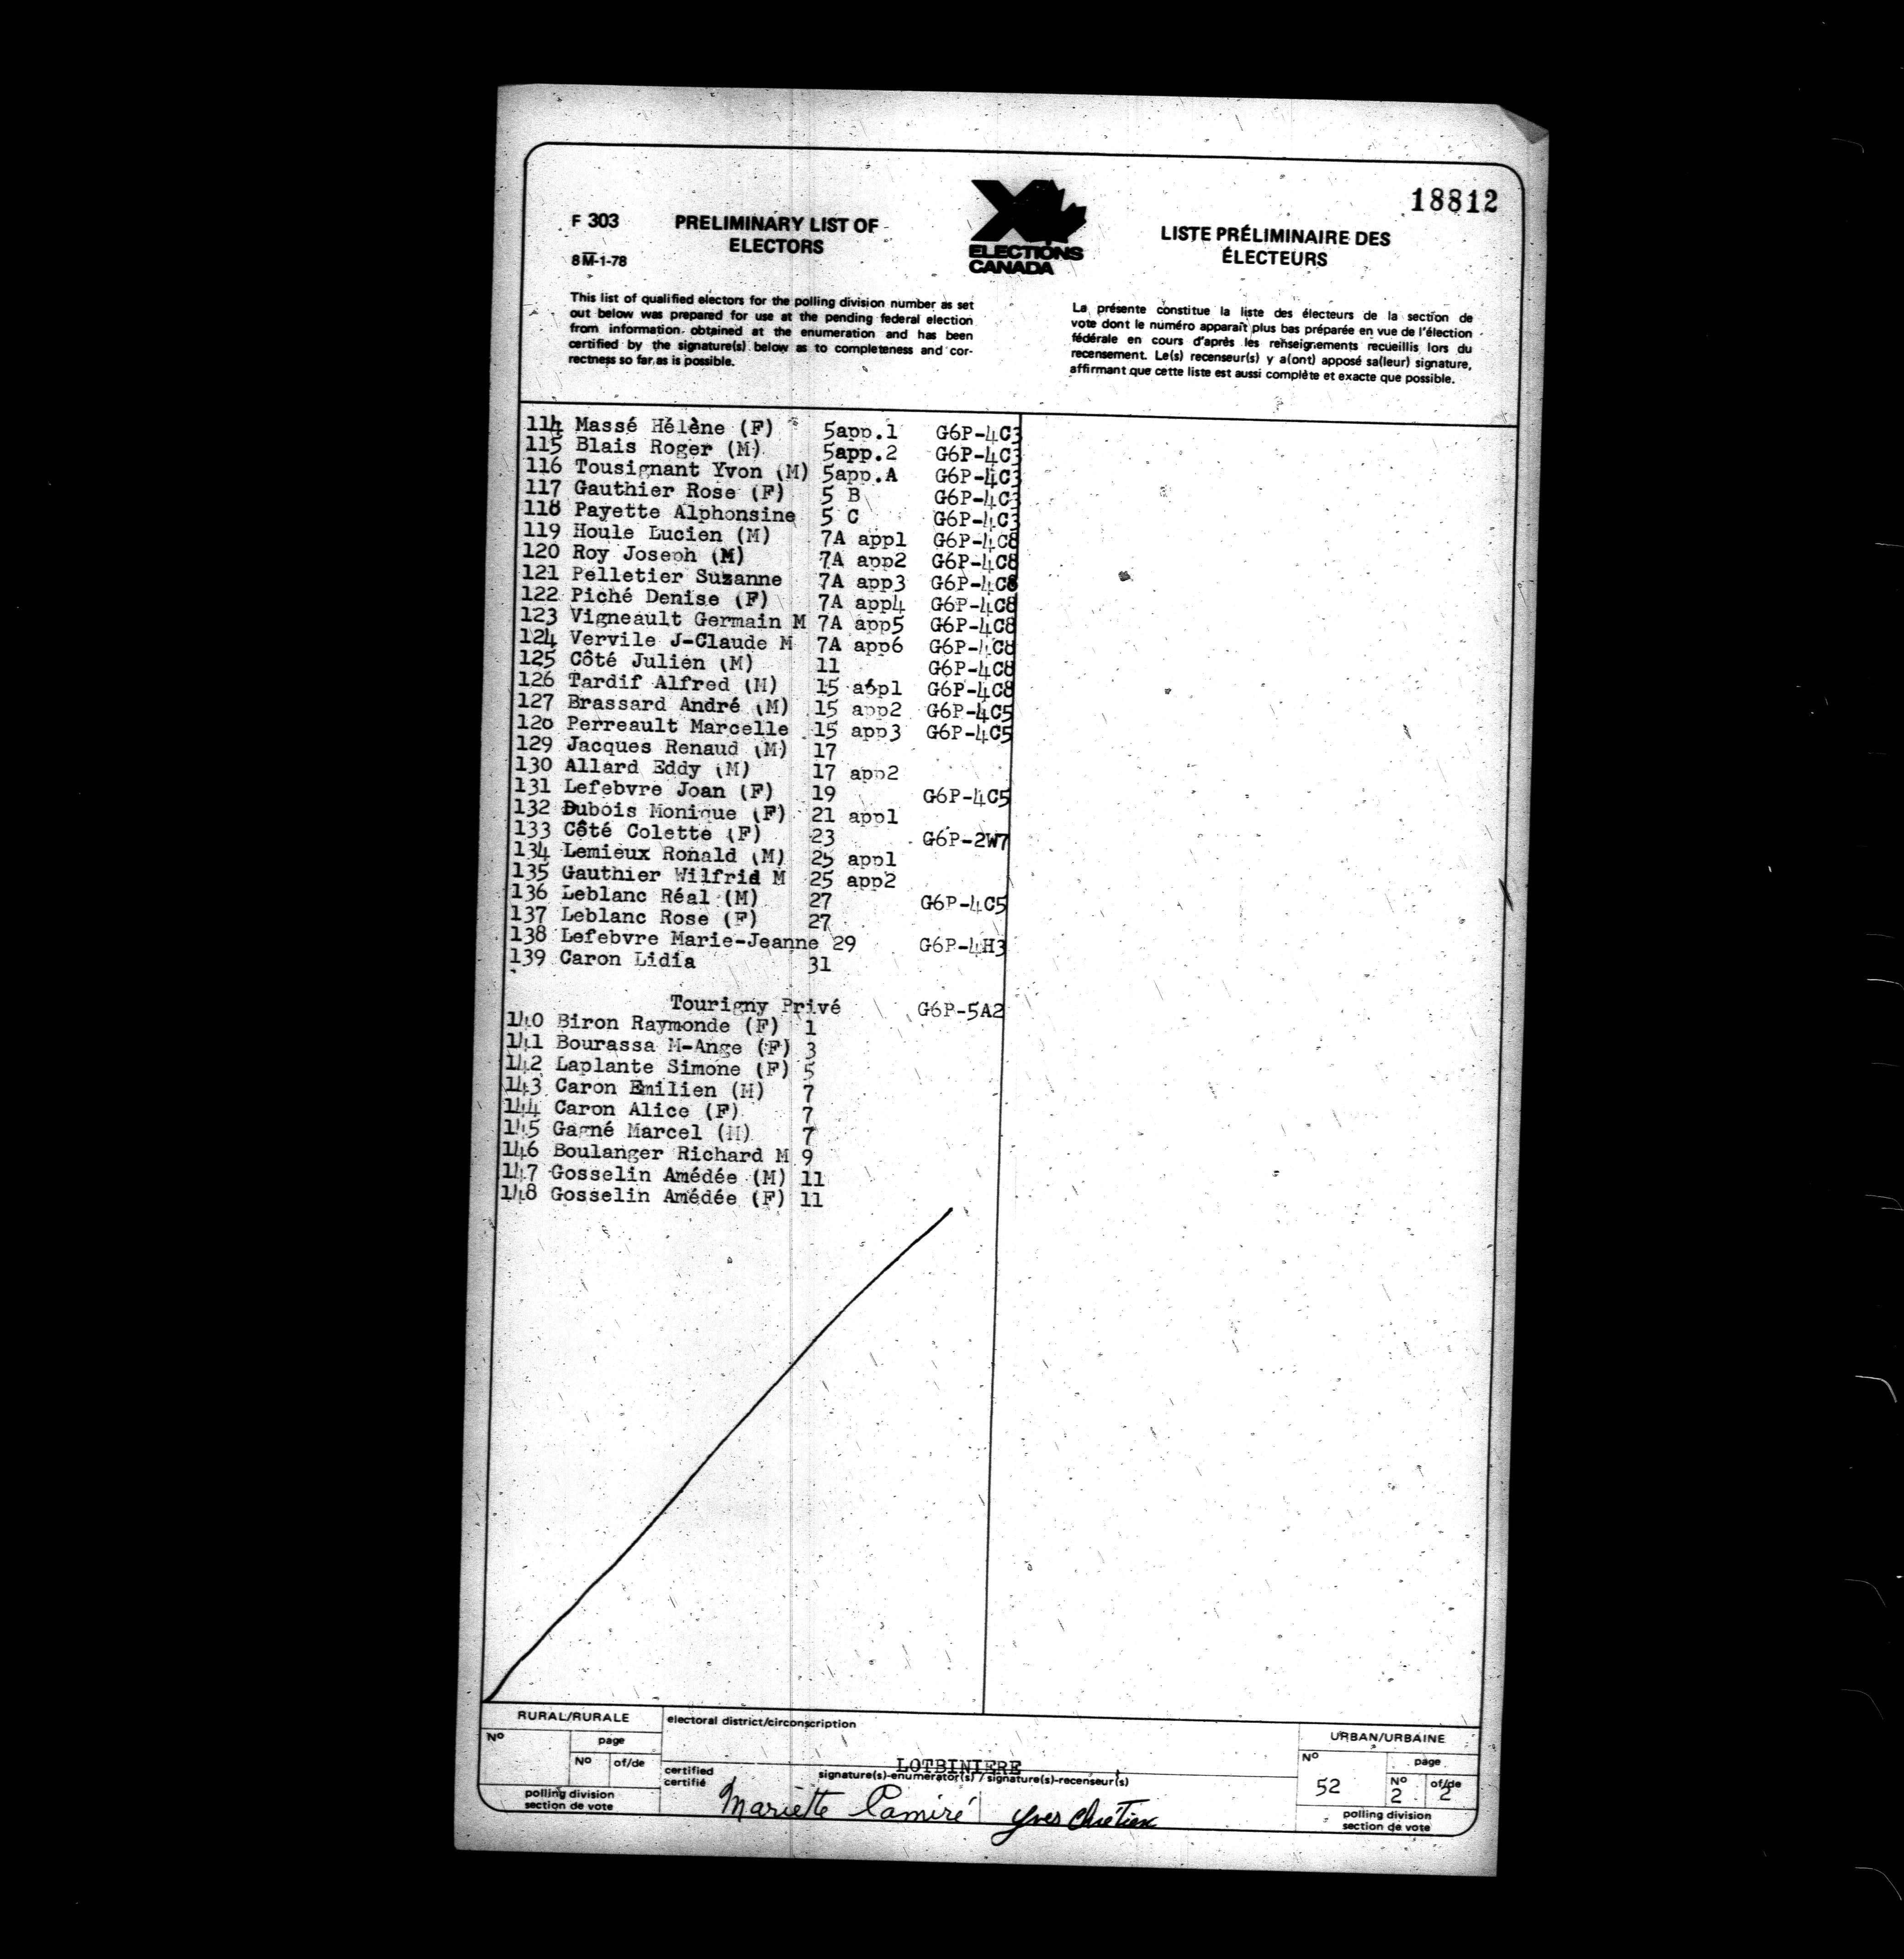 18812
F 303
PRELIMINARY LIST OF
ELECTORS
8M-1-78
ELECTIONS
CANADA
LISTE PRÉLIMINAIRE DES
ÉLECTEURS
This list of qualified electors for the polling division number as set
out below was prepared for use at the pending federal election
from information obtained at the enumeration and has been
certified by the signature(s) below as to completeness and cor-
rectness so far as is possible.
La présente constitue la liste des électeurs de la section de
vote dont le numéro apparaît plus bas préparée en vue de l'élection
fédérale en cours d'après les renseignements recueillis lors du
recensement. Le(s) recenseur(s) y a(ont) apposé sa(leur) signature,
affirmant que cette liste est aussi complète et exacte que possible.
114 Massé Hélène (F) 5app.1 G6P-4C3
115 Blais Roger (M) 5app.2 G6P-4C3
116 Tousignant Yvon (M) 5app.A G6P-4C3
117 Gauthier Rose (F) 5 B G6P-4C3
118 Payette Alphonsine 5 C G6P-4C3
119 Houle Lucien (M) 7A app1 G6P-4C8
120 Roy Joseph (M) 7A app2 G6P-4C8
121 Pelletier Suzanne 7A app3 G6P-4C8
122 Piché Denise (F) 7A app4 G6P-4C8
123 Vigneault Germain M 7A app5 G6P-4C8
124 Vervile J-Claude M 7A app6 G6P-4C8
125 Côté Julien (M) 11 G6P-4C8
126 Tardif Alfred (M) 15 app1 G6P-4C8
127 Brassard André (M) 15 app2 G6P-4C5
128 Perreault Marcelle 15 app3 G6P-4C5
129 Jacques Renaud (M) 17
130 Allard Eddy (M) 17 app2
131 Lefebvre Joan (F) 19 G6P-4C5
132 Dubois Monique (F) 21 app1
133 Côté Colette (F) 23 G6P-2W7
134 Lemieux Ronald (M) 25 app1
135 Gauthier Wilfrid M 25 app2
136 Leblanc Réal (M) 27 G6P-4C5
137 Leblanc Rose (F) 27
138 Lefebvre Marie-Jeanne 29 G6P-4H3
139 Caron Lidia 31
Tourigny Privé G6P-5A2
140 Biron Raymonde (F) 1
141 Bourassa M-Ange (F) 3
142 Laplante Simone (F) 5
143 Caron Emilien (M) 7
144 Caron Alice (F) 7
145 Gagné Marcel (M) 7
146 Boulanger Richard M 9
147 Gosselin Amédée (M) 11
148 Gosselin Amédée (F) 11
RURAL/RURALE
No
page
No of/de
polling division
section de vote
electoral district/circonscription
LOTBINIERE
certified
certifié
signature(s)-enumerator(s) / signature(s)-recenseur(s)
Mariette Camiré Yves Chrétien
URBAN/URBAINE
No
52
page
No of/de
2 2
polling division
section de vote